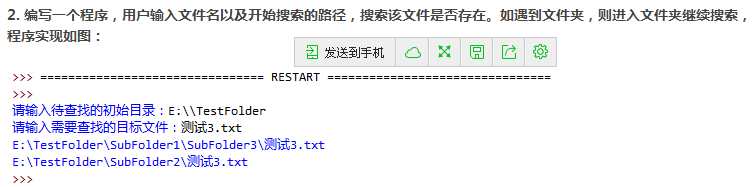 2. 编写一个程序，用户输入文件名以及开始搜索的路径，搜索该文件是否存在。如遇到文件夹，则进入文件夹继续搜索，
程序实现如图：
发送到手机
>>> ================================ RESTART ================================
>>>
请输入待查找的初始目录：E:\\TestFolder
请输入需要查找的目标文件：测试3.txt
E:\TestFolder\SubFolder1\SubFolder3\测试3.txt
E:\TestFolder\SubFolder2\测试3.txt
>>>